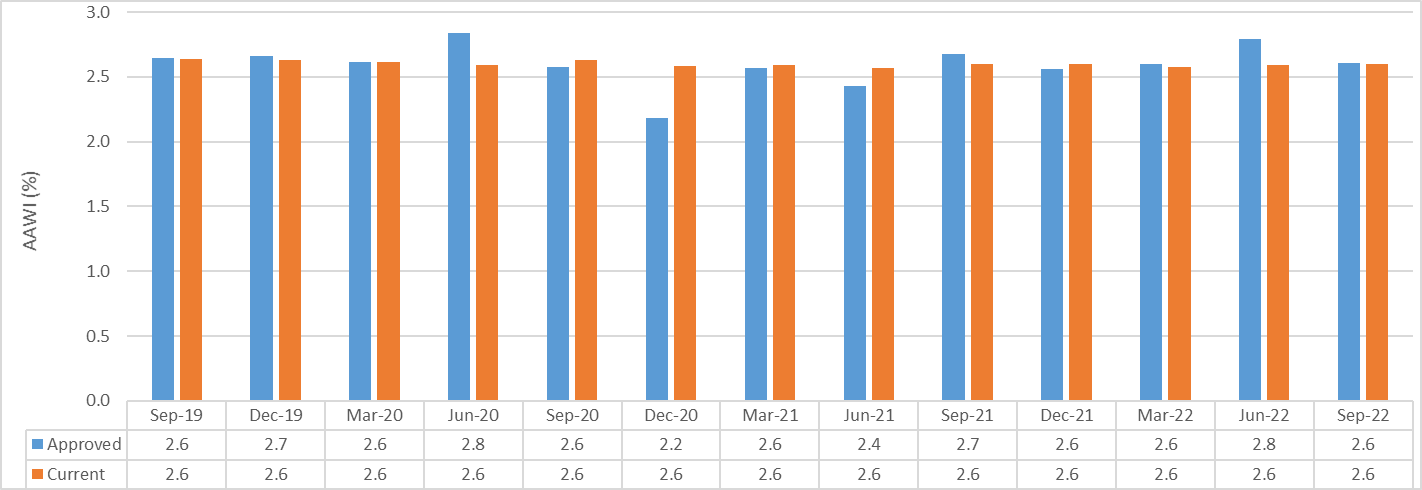 3.0
2.5
2.0
1.5
1.0
0.5
0.0
AAWI (%)
Sep-19 Dec-19 Mar-20 Jun-20 Sep-20 Dec-20 Mar-21 Jun-21 Sep-21 Dec-21 Mar-22 Jun-22 Sep-22
Approved 2.6 2.7 2.6 2.8 2.6 2.2 2.6 2.4 2.7 2.6 2.6 2.8 2.6
Current 2.6 2.6 2.6 2.6 2.6 2.6 2.6 2.6 2.6 2.6 2.6 2.6 2.6